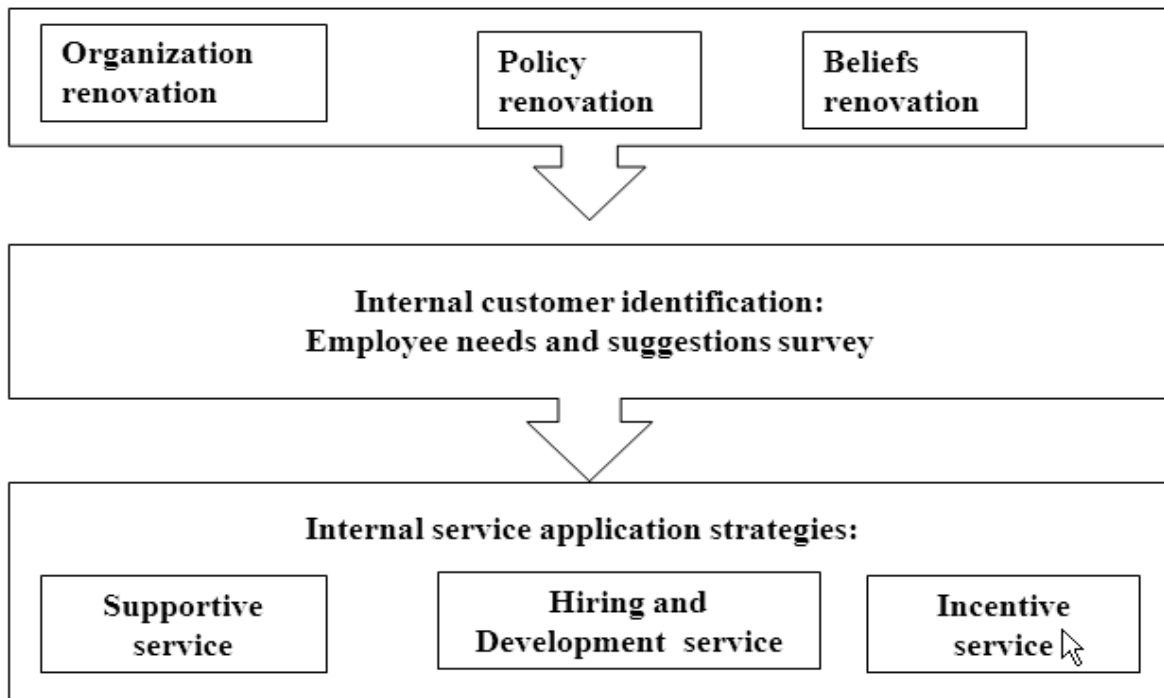 Organization
renovation
Policy
renovation
Beliefs
renovation
Internal customer identification:
Employee needs and suggestions survey
Internal service application strategies:
Supportive
service
Hiring and
Development service
Incentive
service